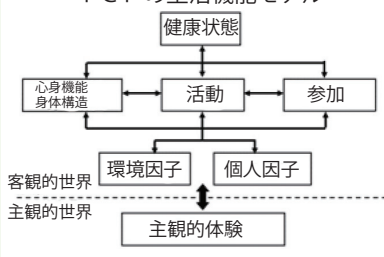 の生活機能モデル
健康状態
心身機能
身体構造
活動
参加
環境因子
個人因子
客観的世界
主観的世界
主観的体験